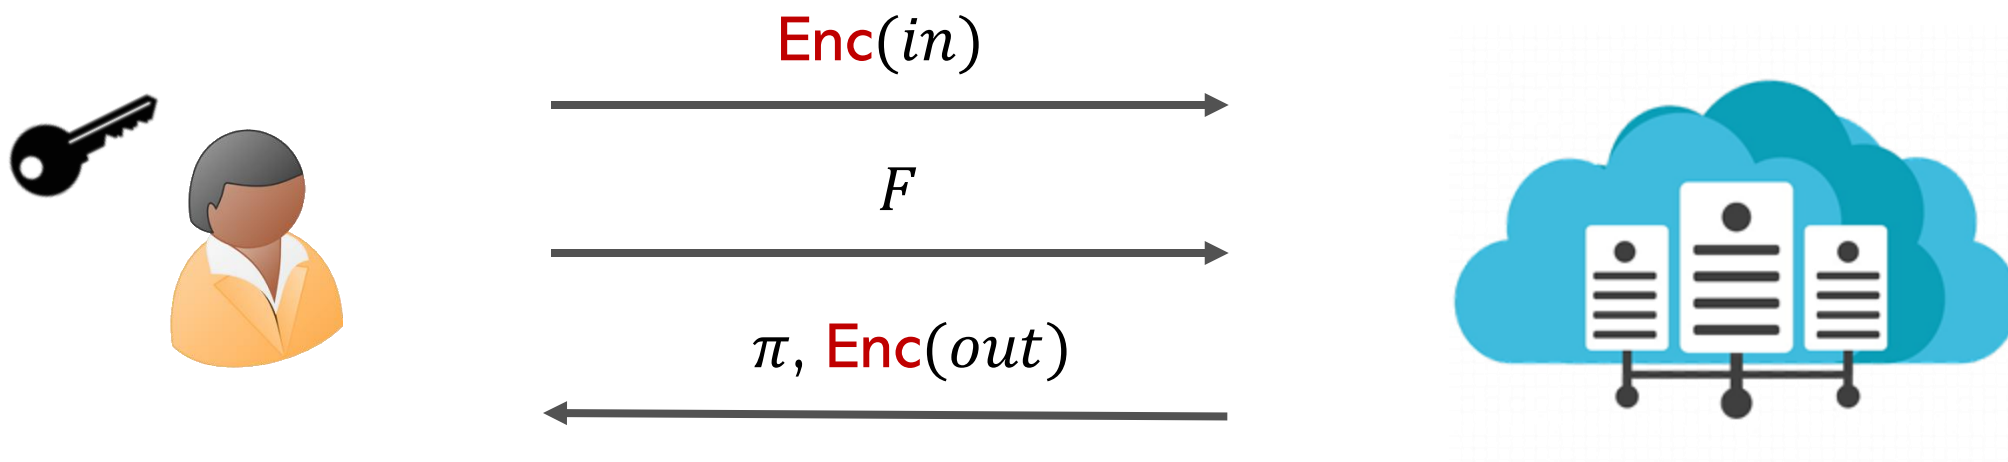 Enc(in)
F
π, Enc(out)